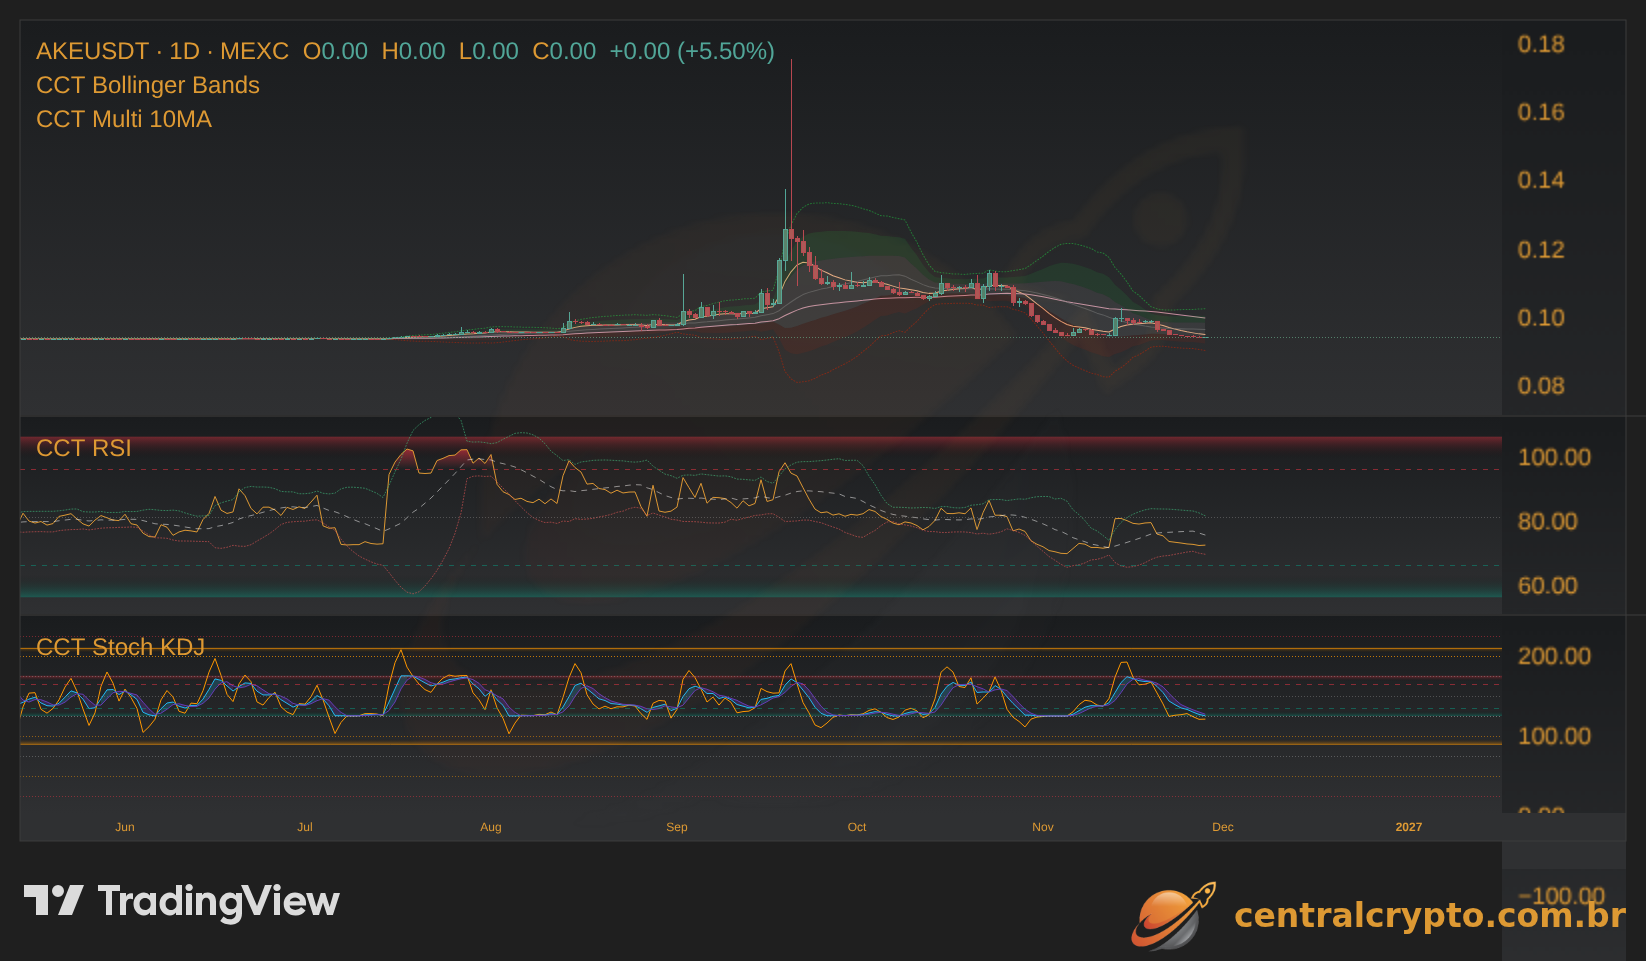 AKEUSDT · 1D · MEXC O0.00 H0.00 L0.00 C0.00 +0.00 (+5.50%)
CCT Bollinger Bands
CCT Multi 10MA
0.18
0.16
0.14
0.12
0.10
0.08
CCT RSI
100.00
80.00
60.00
CCT Stoch KDJ
200.00
100.00
Jun Jul Aug Sep Oct Nov Dec 2027
−100.00
TradingView
centralcrypto.com.br